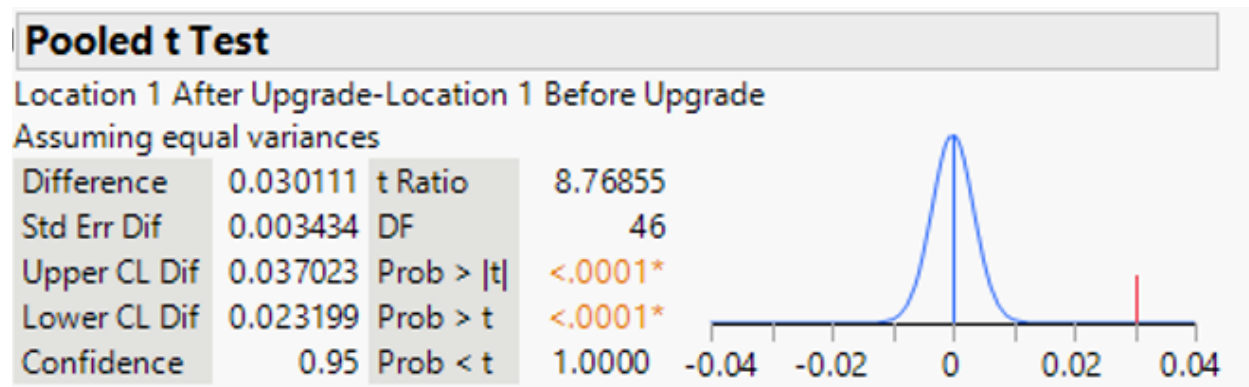 Pooled t Test
Location 1 After Upgrade-Location 1 Before Upgrade
Assuming equal variances
Difference 0.030111 t Ratio 8.76855
Std Err Dif 0.003434 DF 46
Upper CL Dif 0.037023 Prob > |t| <.0001*
Lower CL Dif 0.023199 Prob > t <.0001*
Confidence 0.95 Prob < t 1.0000
-0.04 -0.02 0 0.02 0.04